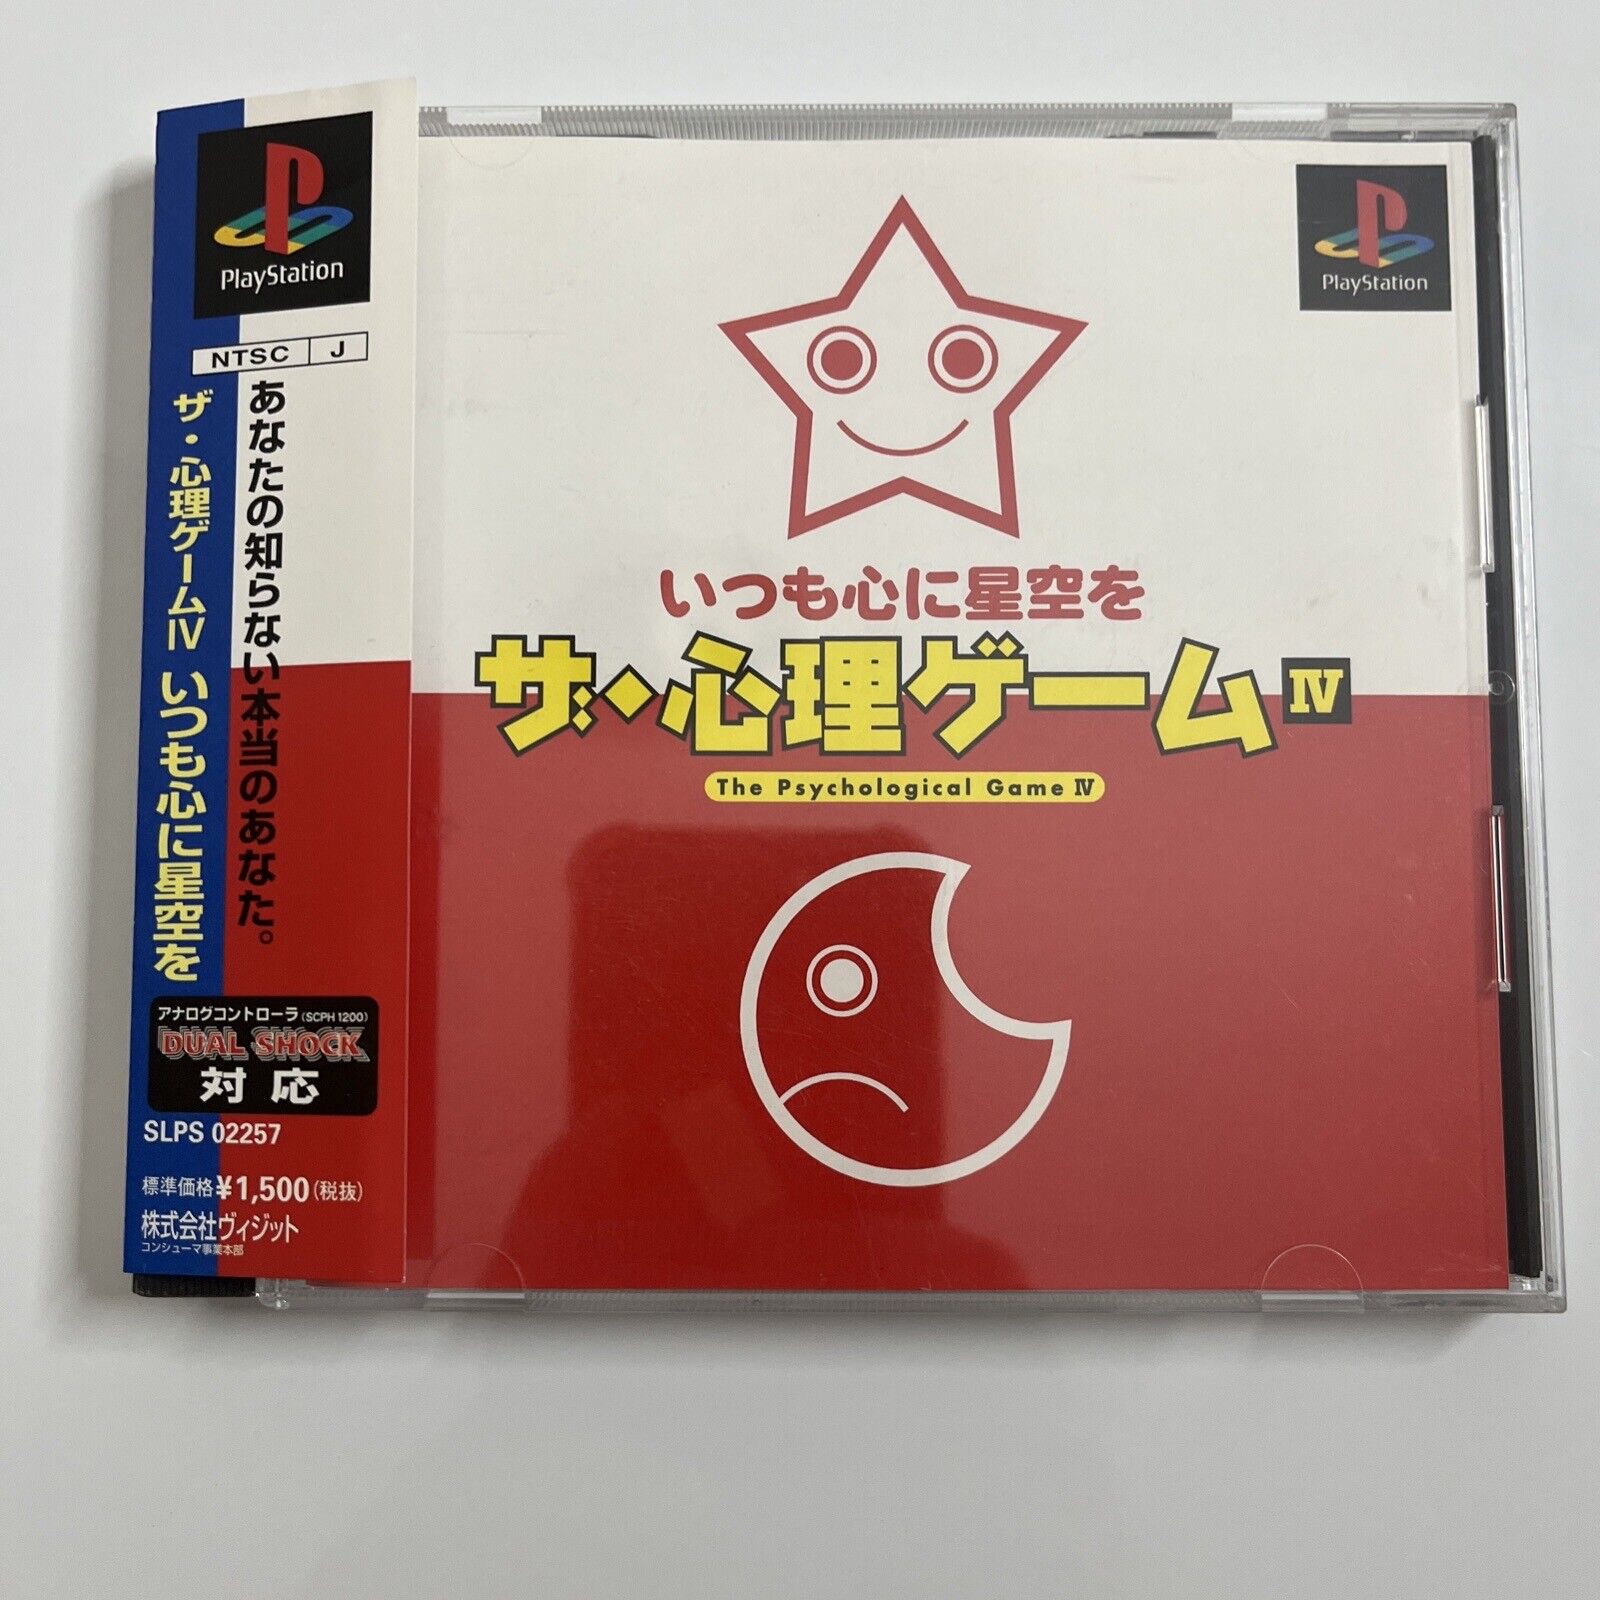 PlayStation
NTSC J
あなたの知らない本当のあなた。
ザ・心理ゲームⅣ いつも心に星空を
アナログコントローラ(SCPH 1200)
DUAL SHOCK
対応
SLPS 02257
標準価格¥1,500(税抜)
株式会社ヴィジット
コンシューマ事業本部
PlayStation
いつも心に星空を
ザ・心理ゲームⅣ
The Psychological Game Ⅳ